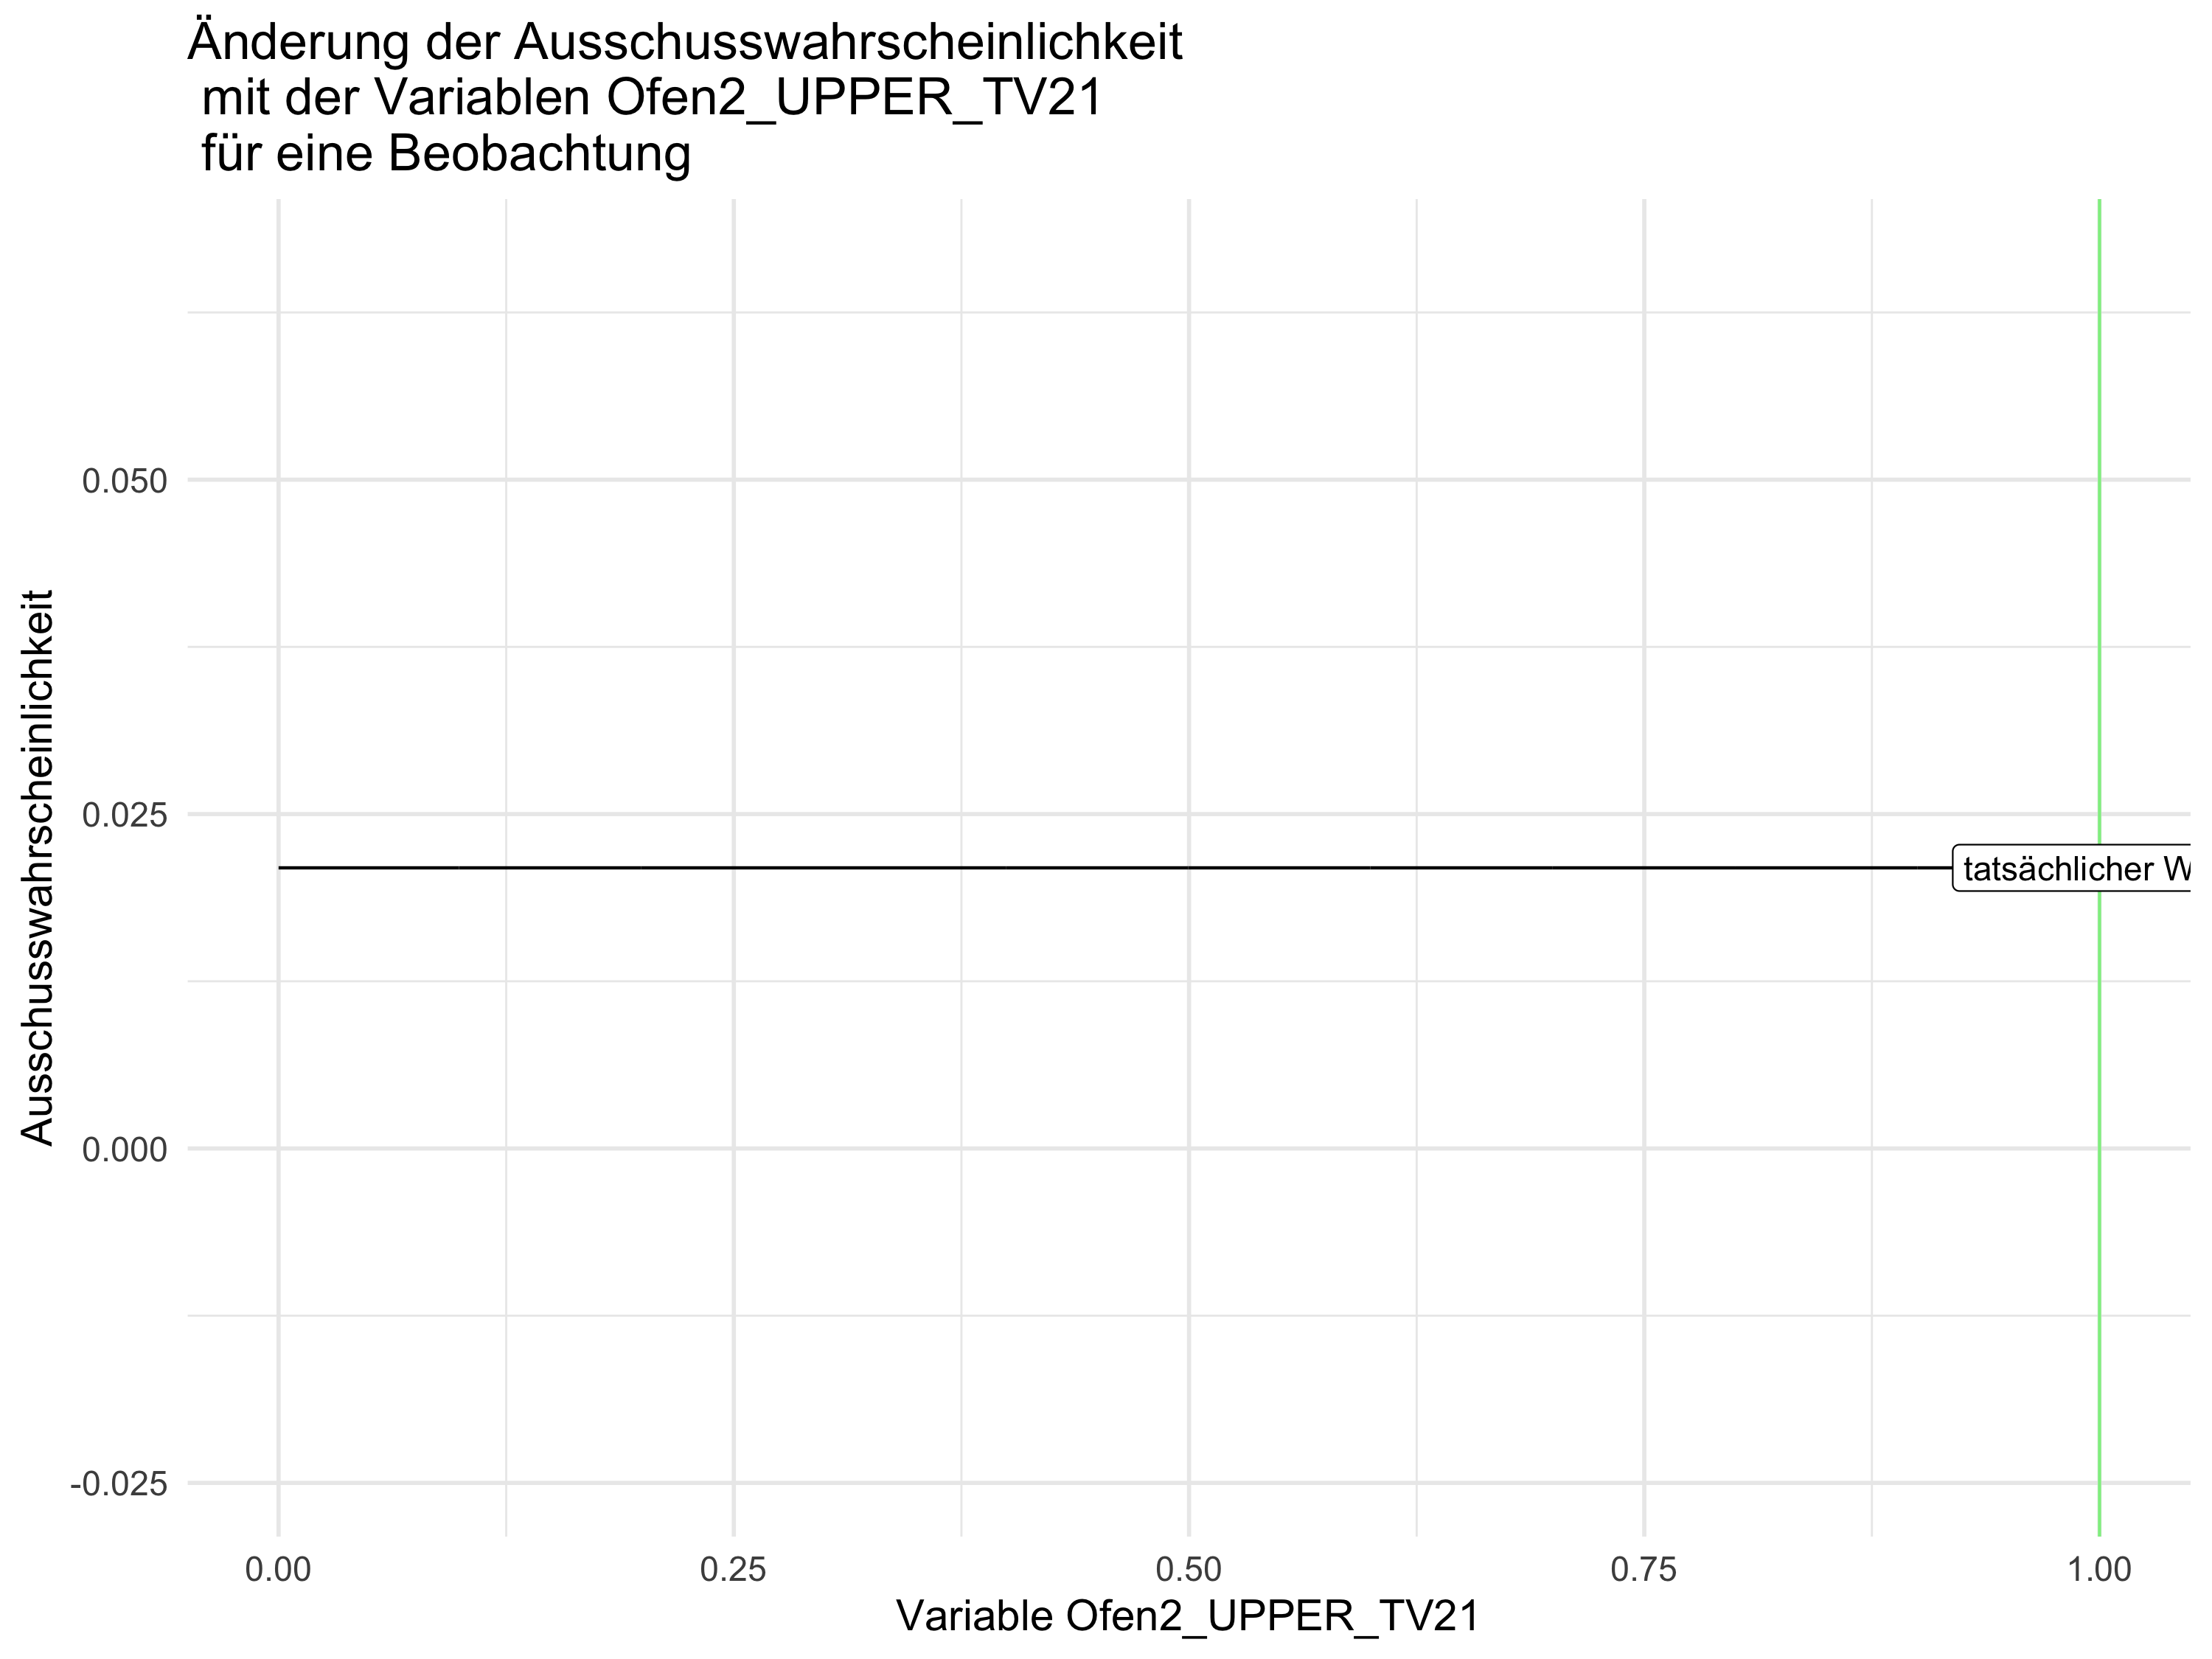 Änderung der Ausschusswahrscheinlichkeit
mit der Variablen Ofen2_UPPER_TV21
für eine Beobachtung
Ausschusswahrscheinlichkeit
0.050
0.025
0.000
-0.025
tatsächlicher W
0.00 0.25 0.50 0.75 1.00
Variable Ofen2_UPPER_TV21